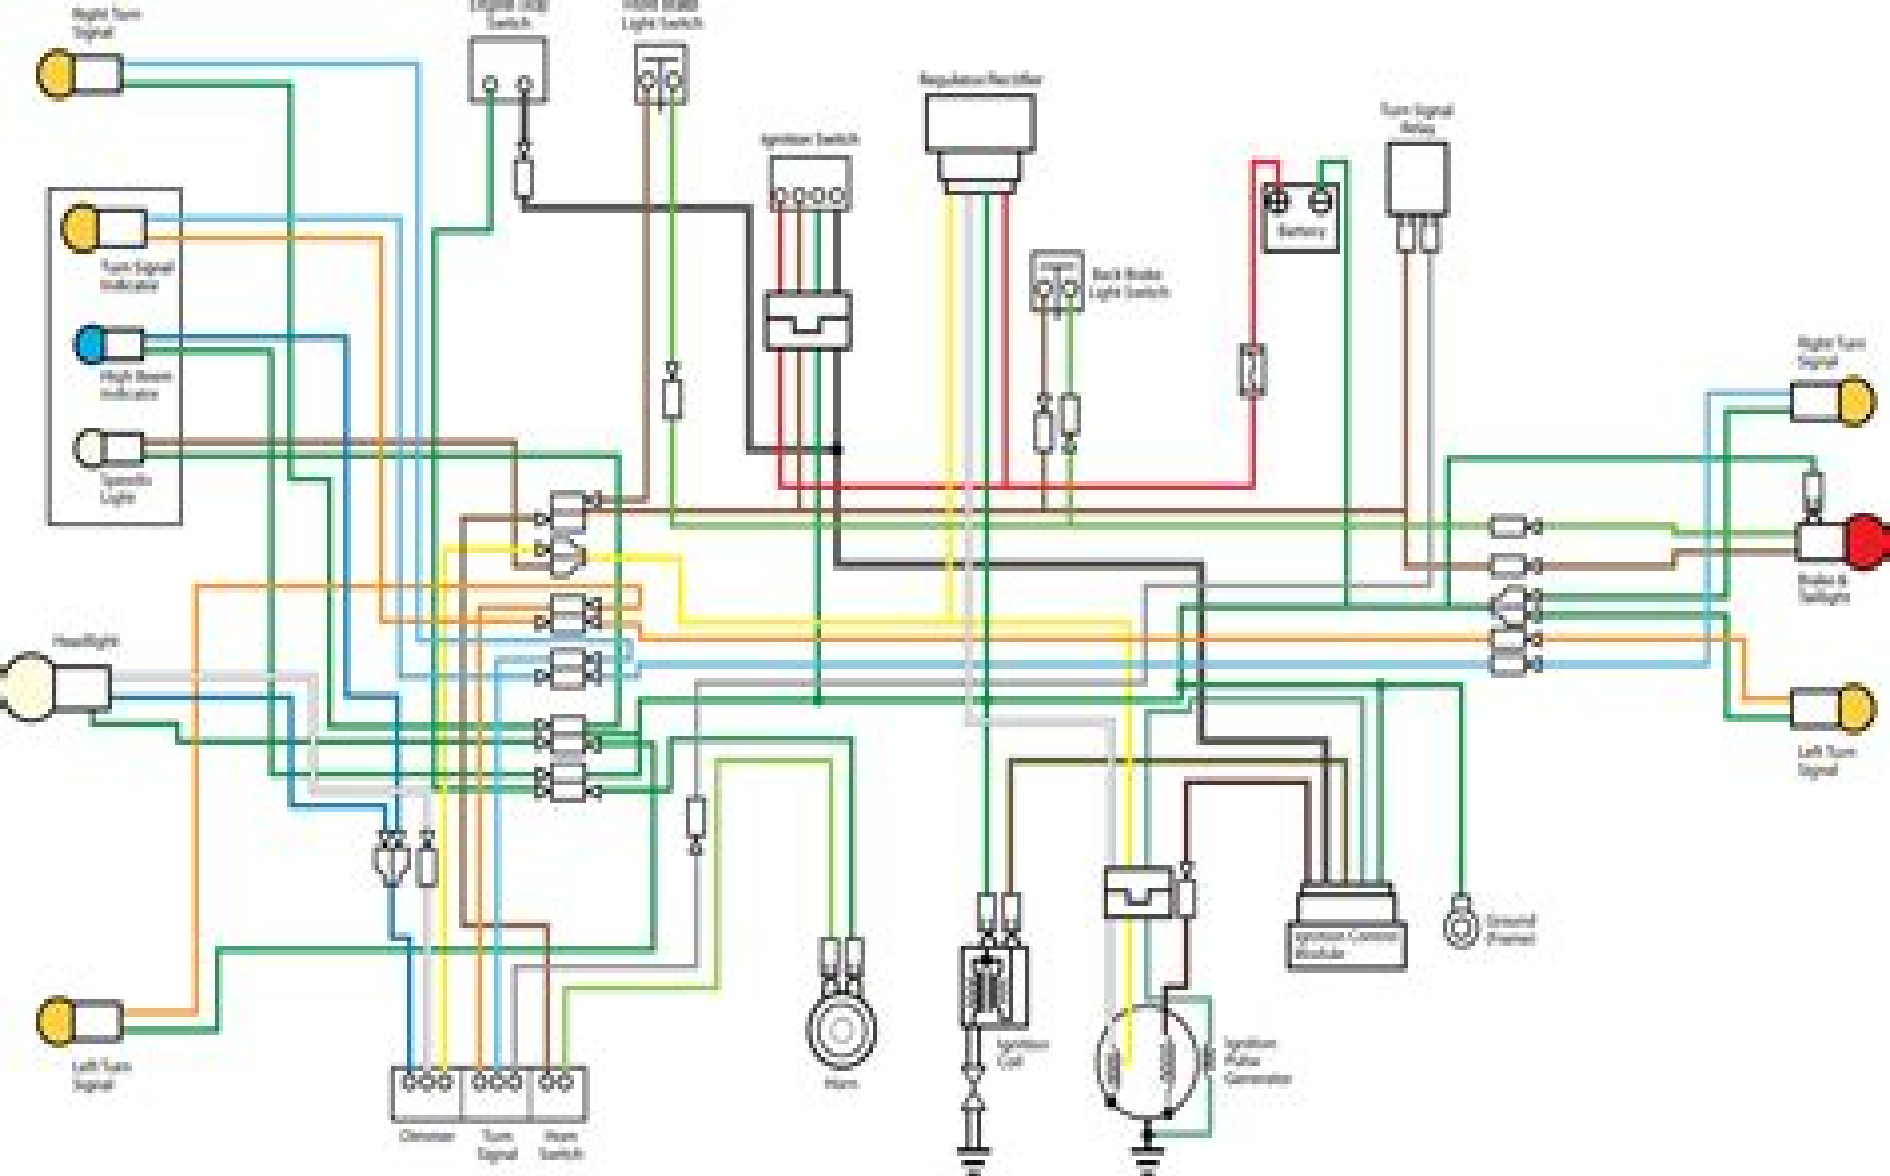 Right Turn
Signal
Engine Stop
Switch
Front Brake
Light Switch
Regulator/Rectifier
Ignition Switch
Turn Signal
Relay
Battery
Back Brake
Light Switch
Turn Signal
Indicator
High Beam
Indicator
Speedo
Light
Right Turn
Signal
Brake &
Taillight
Headlight
Left Turn
Signal
Ignition Control
Module
Ground
(Frame)
Ignition
Coil
Ignition
Pulse
Generator
Horn
Left Turn
Signal
Dimmer
Turn
Signal
Horn
Switch